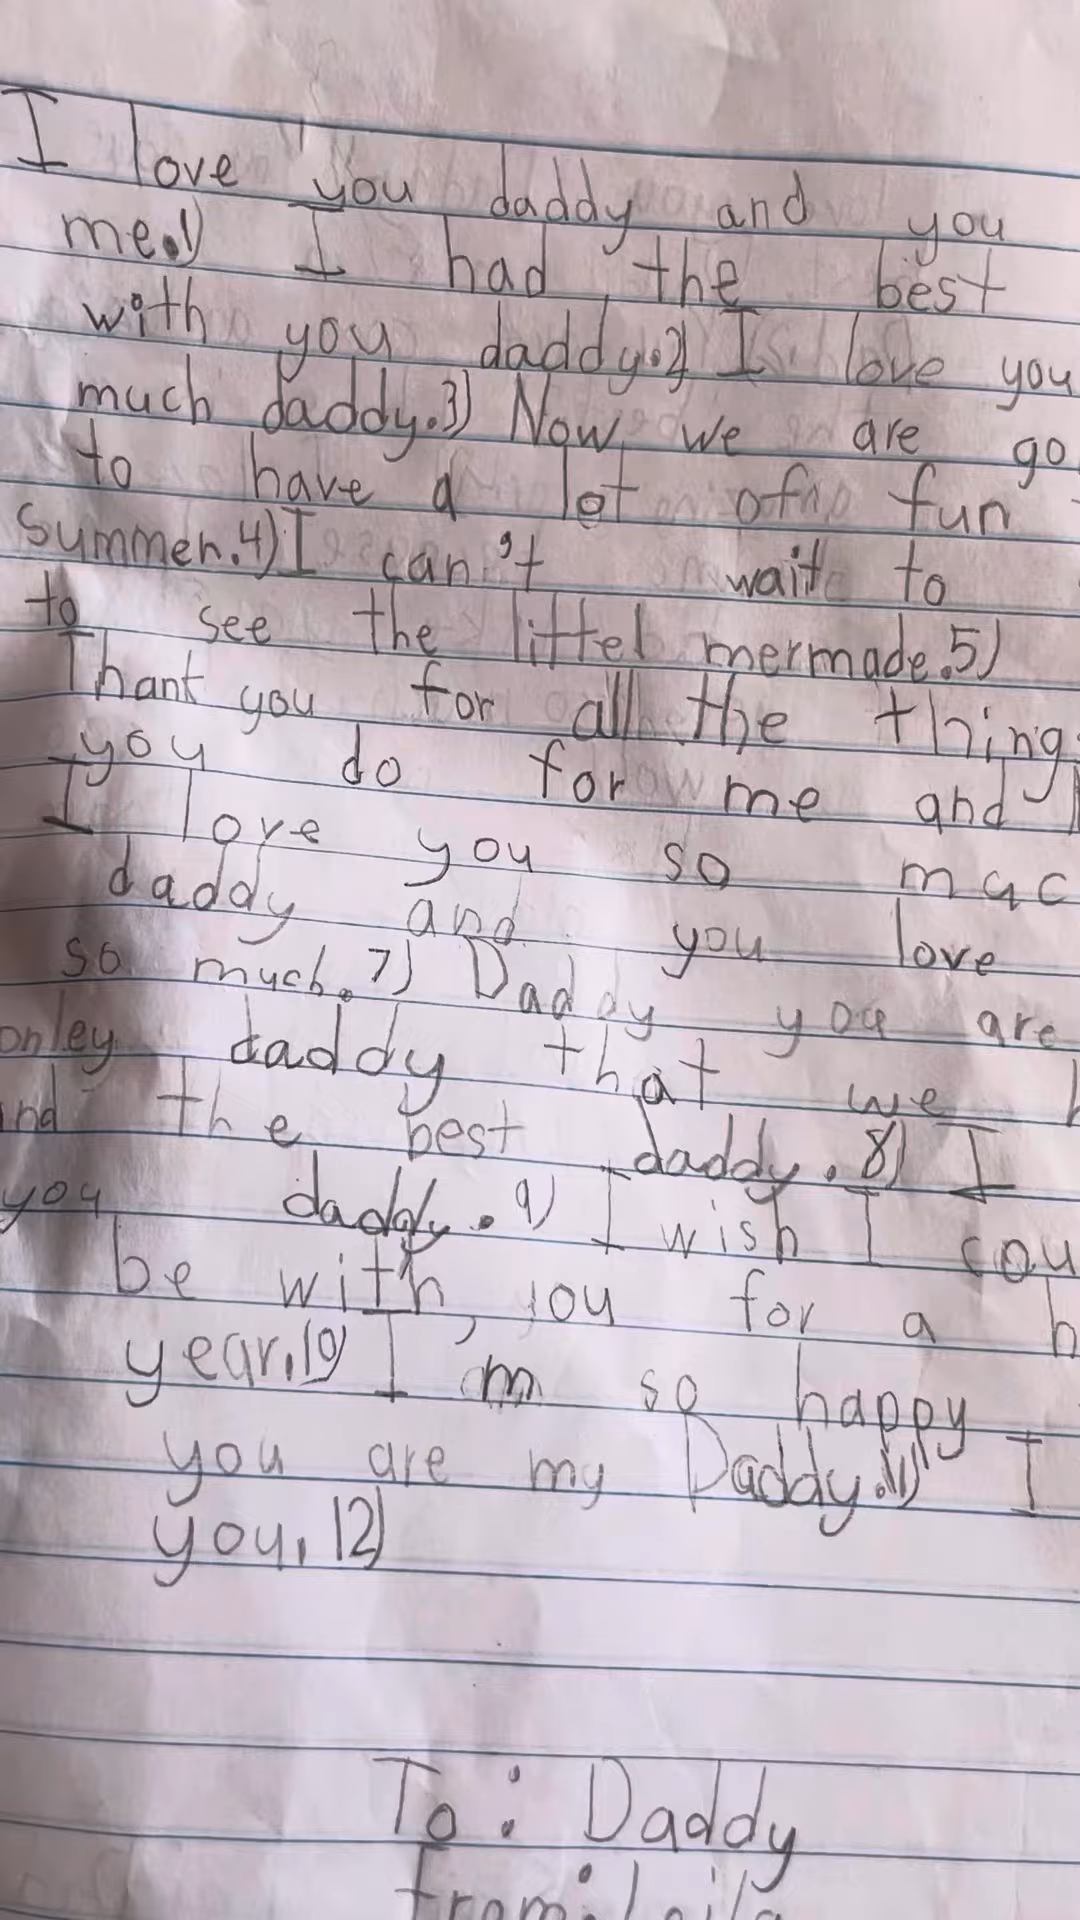 I love you daddy and you
me.1) I had the best
with you daddy.2) I love you
much daddy.3) Now we are go
to have a lot of fun
summer.4) I can't wait to
to see the littel mermade.5)
Thank you for all the thing
you do for me and
I love you so muc
daddy and you love
so much.7) Daddy you are
onley daddy that we h
and the best daddy.8) I
you daddy.9) I wish I cou
be with you for a h
year.10) I'm so happy
you are my Daddy.11) I
you.12)
To: Daddy
from: Laila